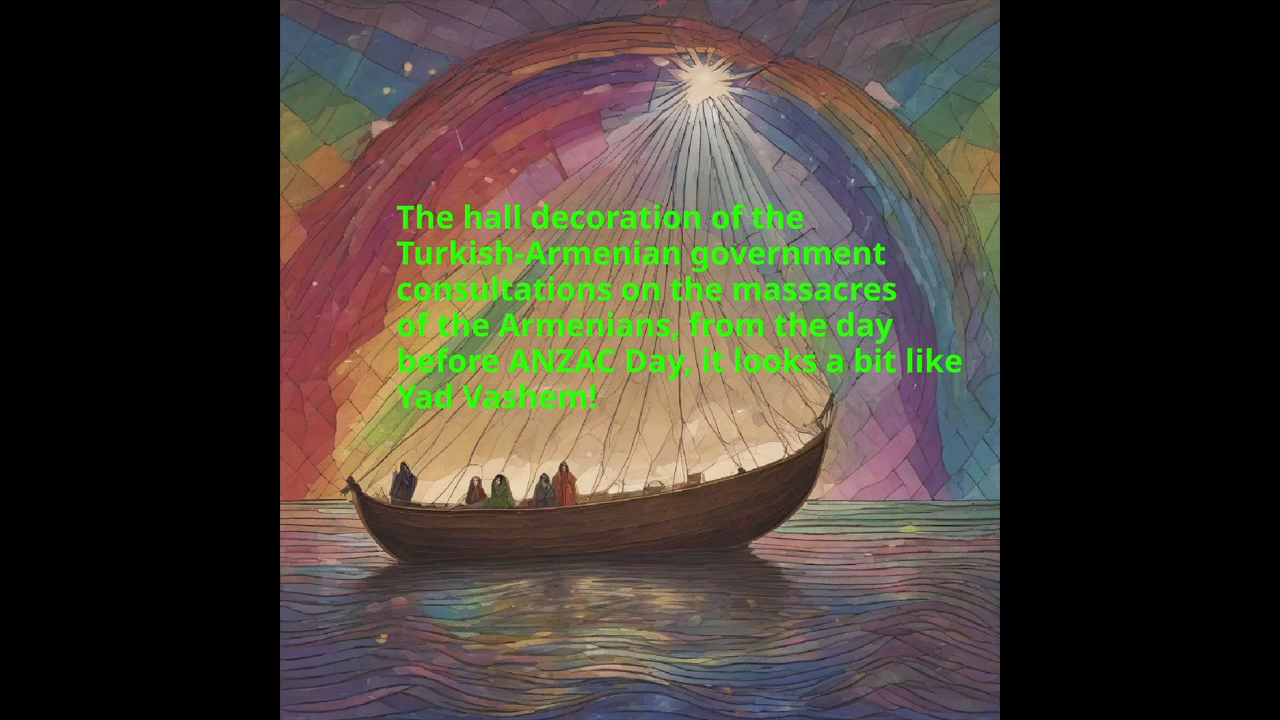 The hall decoration of the
Turkish-Armenian government
consultations on the massacres
of the Armenians, from the day
before ANZAC Day, it looks a bit like
Yad Vashem!